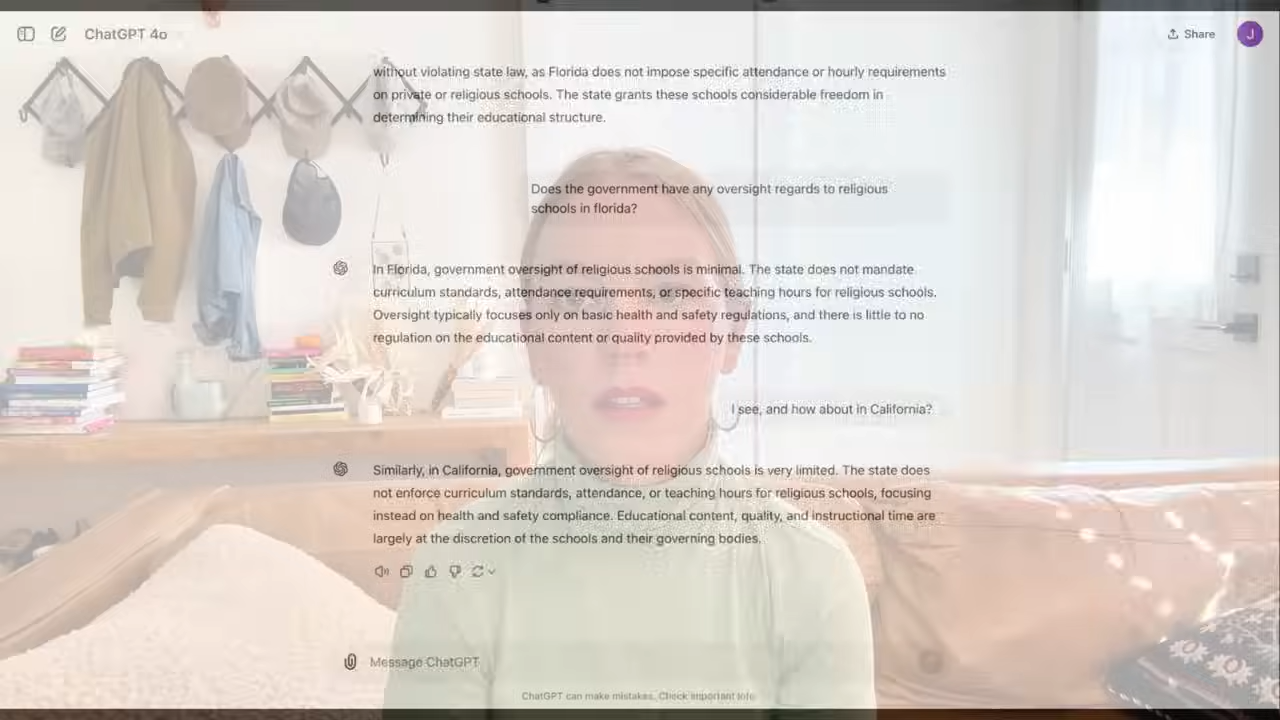 ChatGPT 4o
Share
J
without violating state law, as Florida does not impose specific attendance or hourly requirements
on private or religious schools. The state grants these schools considerable freedom in
determining their educational structure.
Does the government have any oversight regards to religious
schools in florida?
In Florida, government oversight of religious schools is minimal. The state does not mandate
curriculum standards, attendance requirements, or specific teaching hours for religious schools.
Oversight typically focuses only on basic health and safety regulations, and there is little to no
regulation on the educational content or quality provided by these schools.
I see, and how about in California?
Similarly, in California, government oversight of religious schools is very limited. The state does
not enforce curriculum standards, attendance, or teaching hours for religious schools, focusing
instead on health and safety compliance. Educational content, quality, and instructional time are
largely at the discretion of the schools and their governing bodies.
Message ChatGPT
ChatGPT can make mistakes. Check important info.